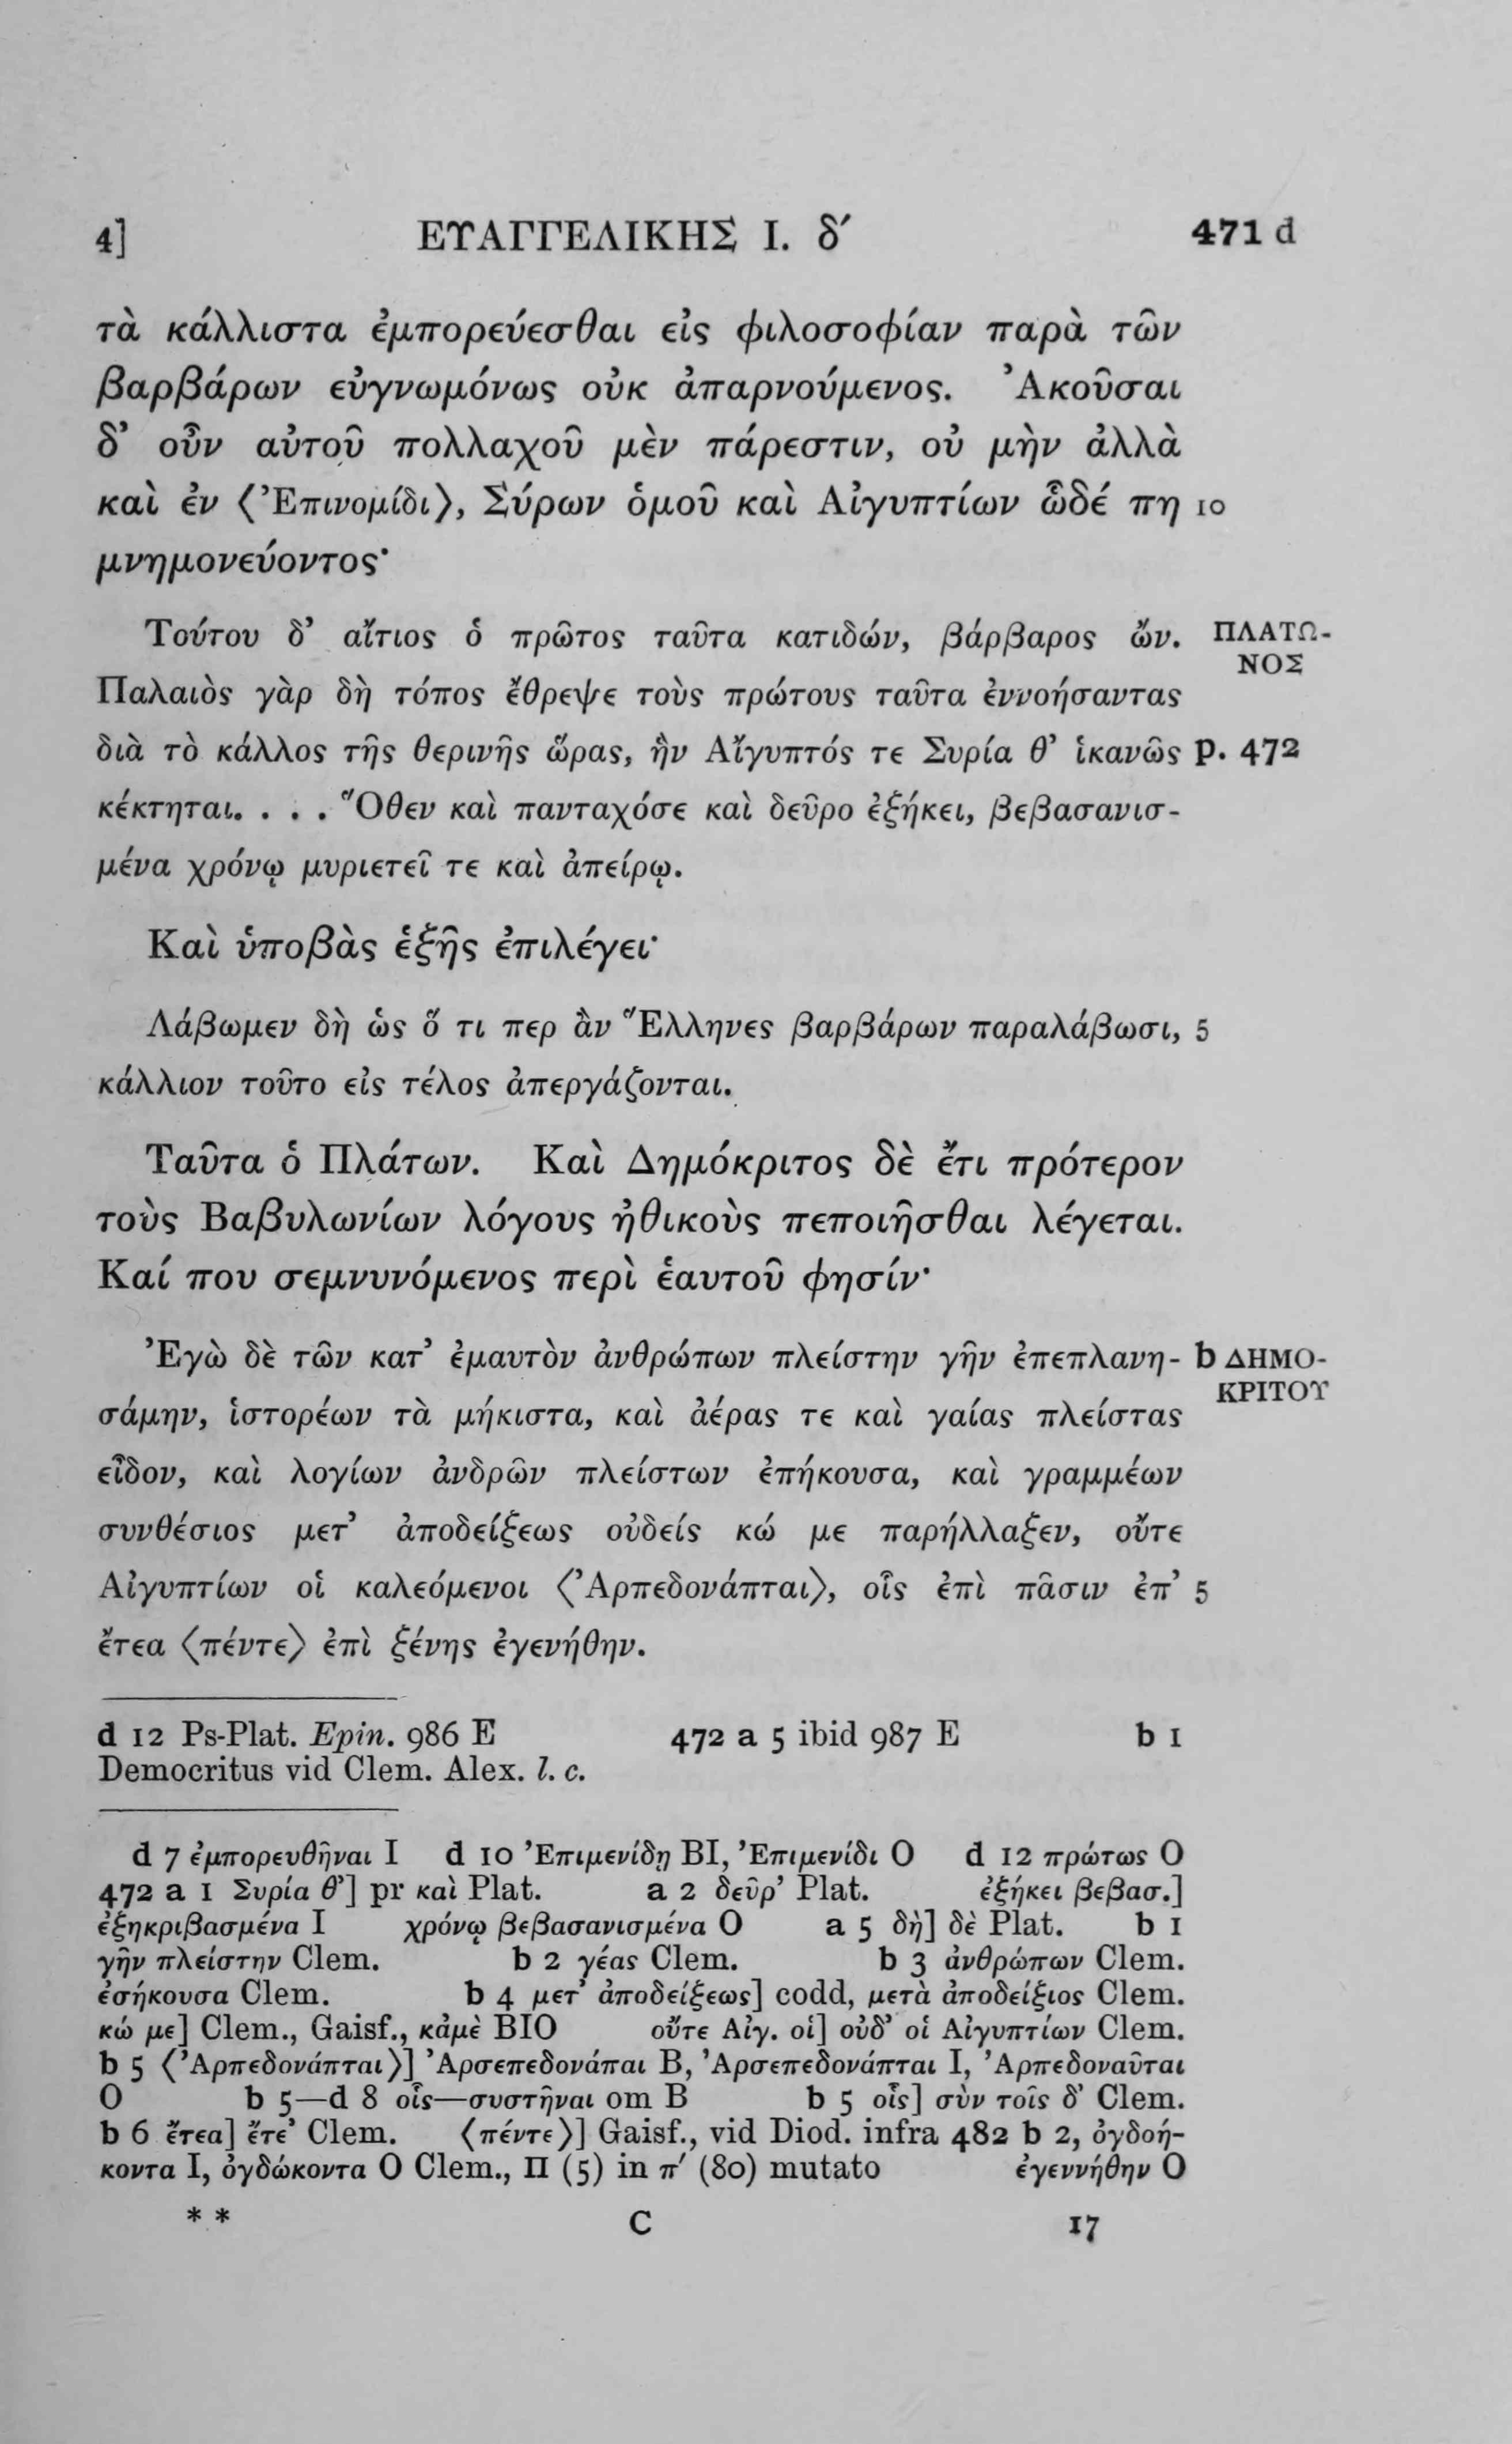 4] ΕΥΑΓΓΕΛΙΚΗΣ Ι. δ´ 471 d
τὰ κάλλιστα ἐμπορεύεσθαι εἰς φιλοσοφίαν παρὰ τῶν
βαρβάρων εὐγνωμόνως οὐκ ἀπαρνούμενος. Ἀκοῦσαι
δ’ οὖν αὐτοῦ πολλαχοῦ μὲν πάρεστιν, οὐ μὴν ἀλλὰ
καὶ ἐν ⟨Ἐπινομίδι⟩, Σύρων ὁμοῦ καὶ Αἰγυπτίων ὧδέ πη 10
μνημονεύοντος·
Τούτου δ’ αἴτιος ὁ πρῶτος ταῦτα κατιδών, βάρβαρος ὤν. ΠΛΑΤΩ-
ΝΟΣ
Παλαιὸς γὰρ δὴ τόπος ἔθρεψε τοὺς πρώτους ταῦτα ἐννοήσαντας
διὰ τὸ κάλλος τῆς θερινῆς ὥρας, ἣν Αἴγυπτός τε Συρία θ’ ἱκανῶς p. 472
κέκτηται. . . . Ὅθεν καὶ πανταχόσε καὶ δεῦρο ἐξήκει, βεβασανισ-
μένα χρόνῳ μυριετεῖ τε καὶ ἀπείρῳ.
Καὶ ὑποβὰς ἑξῆς ἐπιλέγει·
Λάβωμεν δὴ ὡς ὅ τι περ ἂν Ἕλληνες βαρβάρων παραλάβωσι, 5
κάλλιον τοῦτο εἰς τέλος ἀπεργάζονται.
Ταῦτα ὁ Πλάτων. Καὶ Δημόκριτος δὲ ἔτι πρότερον
τοὺς Βαβυλωνίων λόγους ἠθικοὺς πεποιῆσθαι λέγεται.
Καί που σεμνυνόμενος περὶ ἑαυτοῦ φησίν·
Ἐγὼ δὲ τῶν κατ’ ἐμαυτὸν ἀνθρώπων πλείστην γῆν ἐπεπλανη- b ΔΗΜΟ-
ΚΡΙΤΟΥ
σάμην, ἱστορέων τὰ μήκιστα, καὶ ἀέρας τε καὶ γαίας πλείστας
εἶδον, καὶ λογίων ἀνδρῶν πλείστων ἐπήκουσα, καὶ γραμμέων
συνθέσιος μετ’ ἀποδείξεως οὐδείς κώ με παρήλλαξεν, οὔτε
Αἰγυπτίων οἱ καλεόμενοι ⟨Ἀρπεδονάπται⟩, οἷς ἐπὶ πᾶσιν ἐπ’ 5
ἔτεα ⟨πέντε⟩ ἐπὶ ξένης ἐγενήθην.
d 12 Ps-Plat. Epin. 986 E 472 a 5 ibid 987 E b 1
Democritus vid Clem. Alex. l. c.
d 7 ἐμπορευθῆναι I d 10 Ἐπιμενίδῃ BI, Ἐπιμενίδι O d 12 πρώτως O
472 a 1 Συρία θ’] pr καὶ Plat. a 2 δεῦρ’ Plat. ἐξήκει βεβασ.]
ἐξηκριβασμένα I χρόνῳ βεβασανισμένα O a 5 δὴ] δὲ Plat. b 1
γῆν πλείστην Clem. b 2 γέας Clem. b 3 ἀνθρώπων Clem.
ἐσήκουσα Clem. b 4 μετ’ ἀποδείξεως] codd, μετὰ ἀποδείξιος Clem.
κώ με] Clem., Gaisf., κἀμὲ BIO οὔτε Αἰγ. οἱ] οὐδ’ οἱ Αἰγυπτίων Clem.
b 5 ⟨Ἀρπεδονάπται⟩] Ἀρσεπεδονάπαι B, Ἀρσεπεδονάπται I, Ἀρπεδοναῦται
O b 5—d 8 οἷς—συστῆναι om B b 5 οἷς] σὺν τοῖς δ’ Clem.
b 6 ἔτεα] ἔτε’ Clem. ⟨πέντε⟩] Gaisf., vid Diod. infra 482 b 2, ὀγδοή-
κοντα I, ὀγδώκοντα O Clem., Π (5) in π´ (80) mutato ἐγεννήθην O
* * C 17